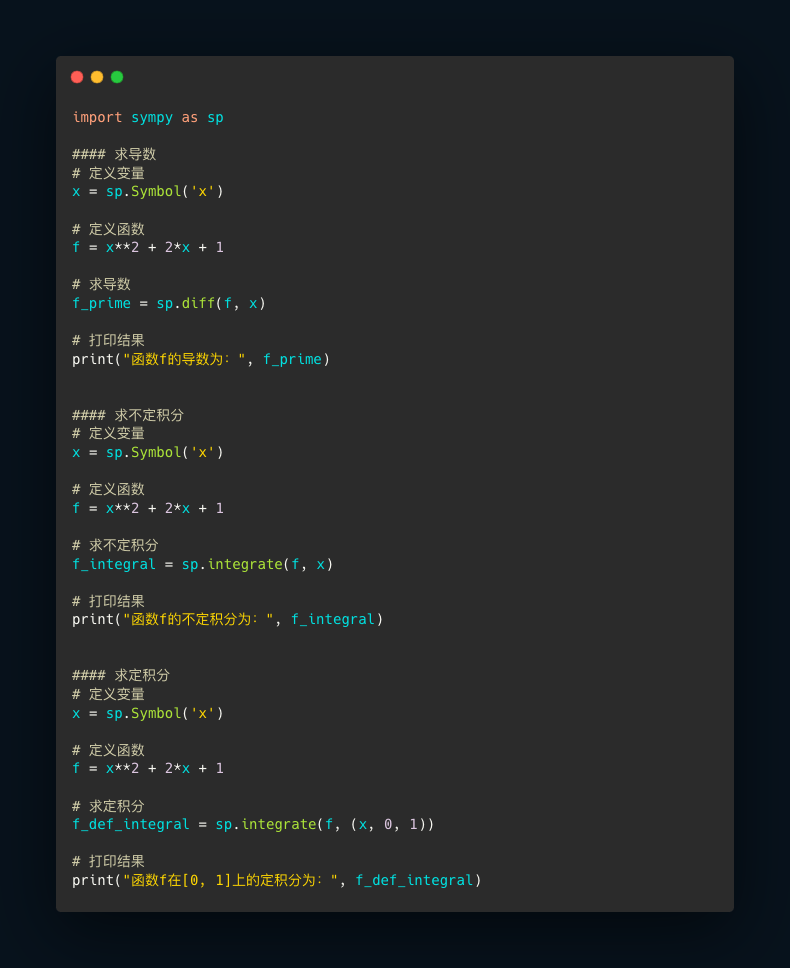 import sympy as sp
#### 求导数
# 定义变量
x = sp.Symbol('x')
# 定义函数
f = x**2 + 2*x + 1
# 求导数
f_prime = sp.diff(f, x)
# 打印结果
print("函数f的导数为：", f_prime)
#### 求不定积分
# 定义变量
x = sp.Symbol('x')
# 定义函数
f = x**2 + 2*x + 1
# 求不定积分
f_integral = sp.integrate(f, x)
# 打印结果
print("函数f的不定积分为：", f_integral)
#### 求定积分
# 定义变量
x = sp.Symbol('x')
# 定义函数
f = x**2 + 2*x + 1
# 求定积分
f_def_integral = sp.integrate(f, (x, 0, 1))
# 打印结果
print("函数f在[0, 1]上的定积分为：", f_def_integral)